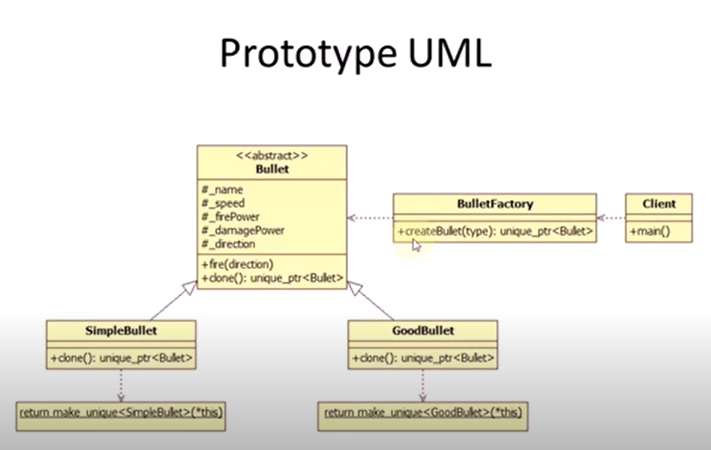 Prototype UML
<<abstract>>
Bullet
#_name
#_speed
#_firePower
#_damagePower
#_direction
+fire(direction)
+clone(): unique_ptr<Bullet>
BulletFactory
+createBullet(type): unique_ptr<Bullet>
Client
+main()
SimpleBullet
+clone(): unique_ptr<Bullet>
GoodBullet
+clone(): unique_ptr<Bullet>
return make_unique<SimpleBullet>(*this)
return make_unique<GoodBullet>(*this)